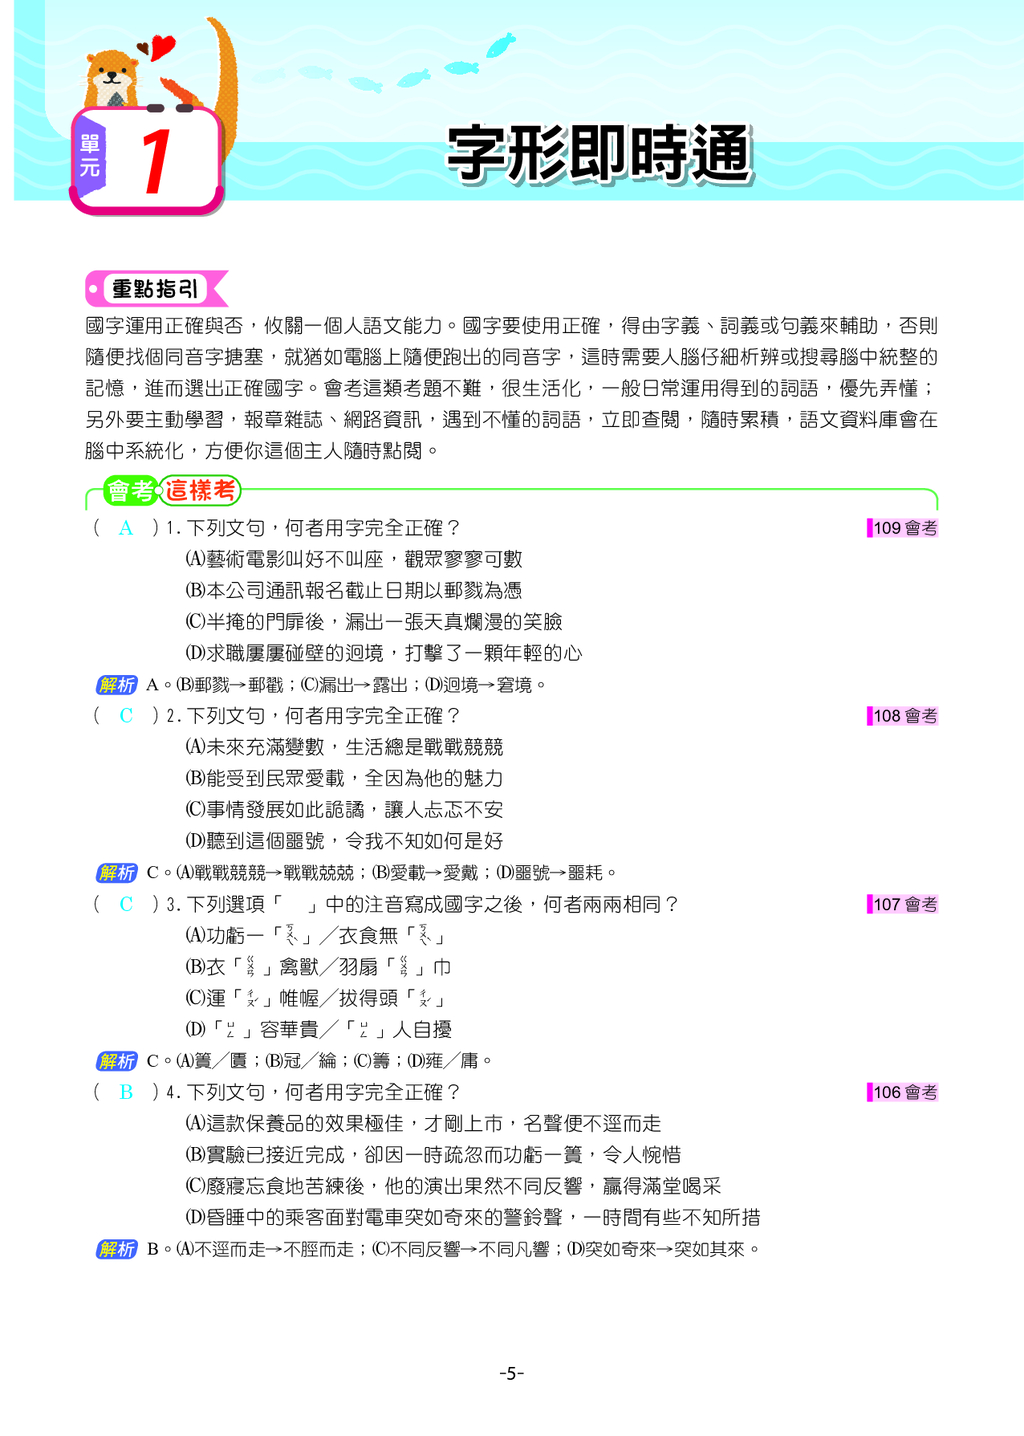 單元
1
字形即時通
重點指引
國字運用正確與否，攸關一個人語文能力。國字要使用正確，得由字義、詞義或句義來輔助，否則
隨便找個同音字搪塞，就猶如電腦上隨便跑出的同音字，這時需要人腦仔細析辨或搜尋腦中統整的
記憶，進而選出正確國字。會考這類考題不難，很生活化，一般日常運用得到的詞語，優先弄懂；
另外要主動學習，報章雜誌、網路資訊，遇到不懂的詞語，立即查閱，隨時累積，語文資料庫會在
腦中系統化，方便你這個主人隨時點閱。
會考這樣考
（ A ）1.下列文句，何者用字完全正確？ 109會考
(A)藝術電影叫好不叫座，觀眾寥寥可數
(B)本公司通訊報名截止日期以郵戮為憑
(C)半掩的門扉後，漏出一張天真爛漫的笑臉
(D)求職屢屢碰壁的迥境，打擊了一顆年輕的心
解析 A。(B)郵戮→郵戳；(C)漏出→露出；(D)迥境→窘境。
（ C ）2.下列文句，何者用字完全正確？ 108會考
(A)未來充滿變數，生活總是戰戰競競
(B)能受到民眾愛載，全因為他的魅力
(C)事情發展如此詭譎，讓人忐忑不安
(D)聽到這個噩號，令我不知如何是好
解析 C。(A)戰戰競競→戰戰兢兢；(B)愛載→愛戴；(D)噩號→噩耗。
（ C ）3.下列選項「　」中的注音寫成國字之後，何者兩兩相同？ 107會考
(A)功虧一「ㄎㄨㄟˋ」／衣食無「ㄎㄨㄟˋ」
(B)衣「ㄍㄨㄢ」禽獸／羽扇「ㄍㄨㄢ」巾
(C)運「ㄔㄡˊ」帷幄／拔得頭「ㄔㄡˊ」
(D)「ㄩㄥ」容華貴／「ㄩㄥ」人自擾
解析 C。(A)簣／匱；(B)冠／綸；(C)籌；(D)雍／庸。
（ B ）4.下列文句，何者用字完全正確？ 106會考
(A)這款保養品的效果極佳，才剛上市，名聲便不逕而走
(B)實驗已接近完成，卻因一時疏忽而功虧一簣，令人惋惜
(C)廢寢忘食地苦練後，他的演出果然不同反響，贏得滿堂喝采
(D)昏睡中的乘客面對電車突如奇來的警鈴聲，一時間有些不知所措
解析 B。(A)不逕而走→不脛而走；(C)不同反響→不同凡響；(D)突如奇來→突如其來。
-5-